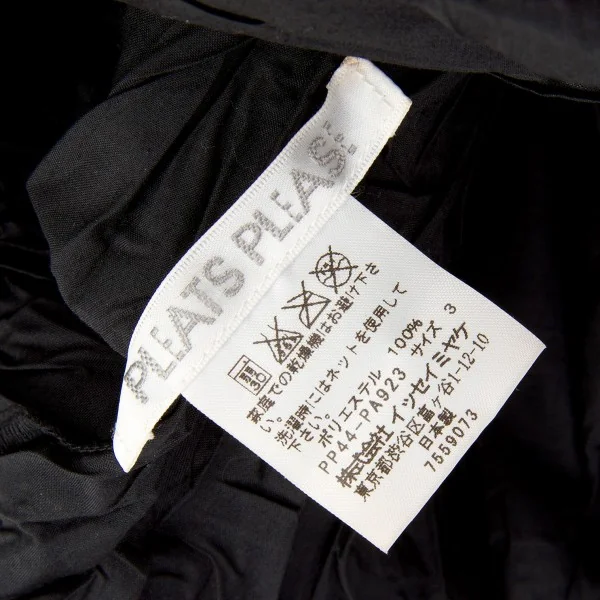 PLEATS PLEAS
家庭での乾燥機はお避け下さ
い。
洗濯時にはネットを使用して
下さい。
ポリエステル 100%
PP44-PA923 サイズ 3
株式会社 イッセイミヤケ
東京都渋谷区富ヶ谷1-12-10
日本製
7559073